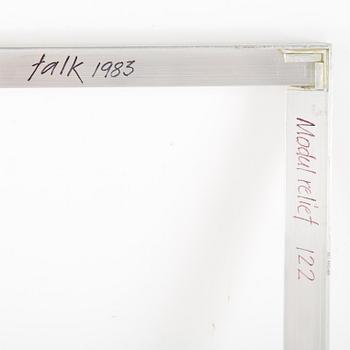 talk 1983
Modul relief 122